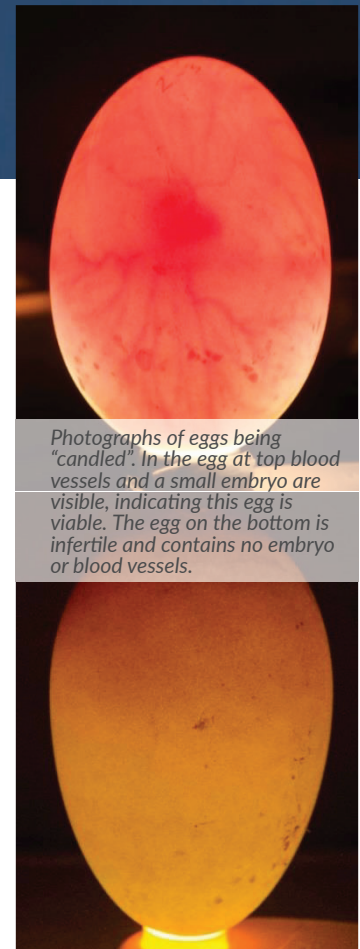 Photographs of eggs being
“candled”. In the egg at top blood
vessels and a small embryo are
visible, indicating this egg is
viable. The egg on the bottom is
infertile and contains no embryo
or blood vessels.